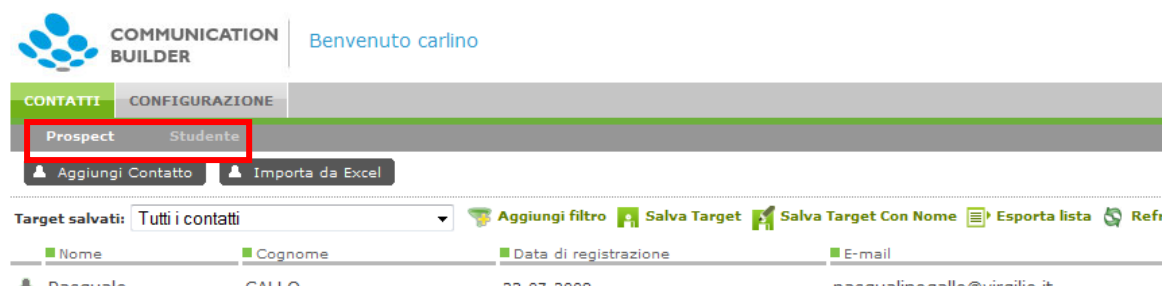 COMMUNICATION
BUILDER
Benvenuto carlino
CONTATTI CONFIGURAZIONE
Prospect Studente
Aggiungi Contatto Importa da Excel
Target salvati: Tutti i contatti Aggiungi filtro Salva Target Salva Target Con Nome Esporta lista Refr
Nome Cognome Data di registrazione E-mail